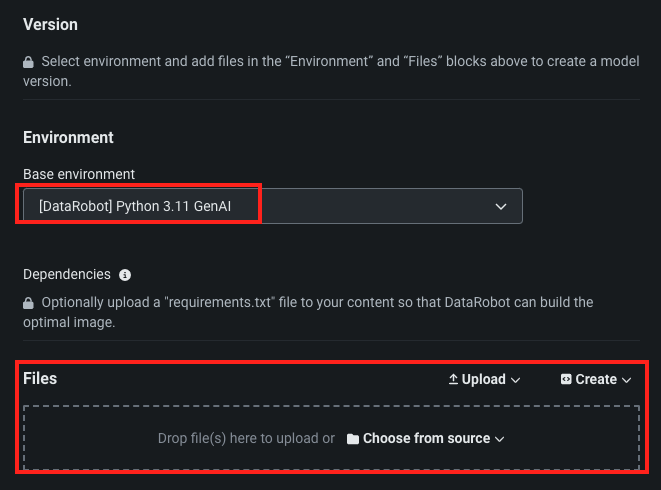 Version
Select environment and add files in the “Environment” and “Files” blocks above to create a model
version.
Environment
Base environment
[DataRobot] Python 3.11 GenAI
Dependencies
Optionally upload a "requirements.txt" file to your content so that DataRobot can build the
optimal image.
Files Upload Create
Drop file(s) here to upload or Choose from source